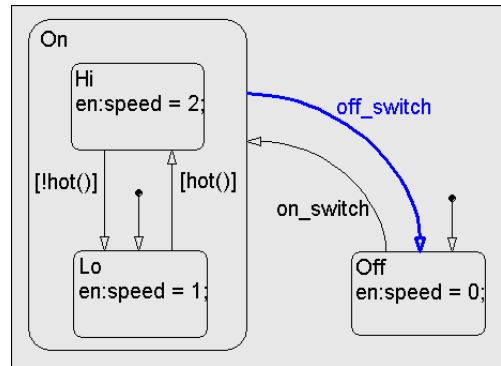 On
Hi
en:speed = 2;
off_switch
[!hot()]
[hot()]
on_switch
Lo
en:speed = 1;
Off
en:speed = 0;